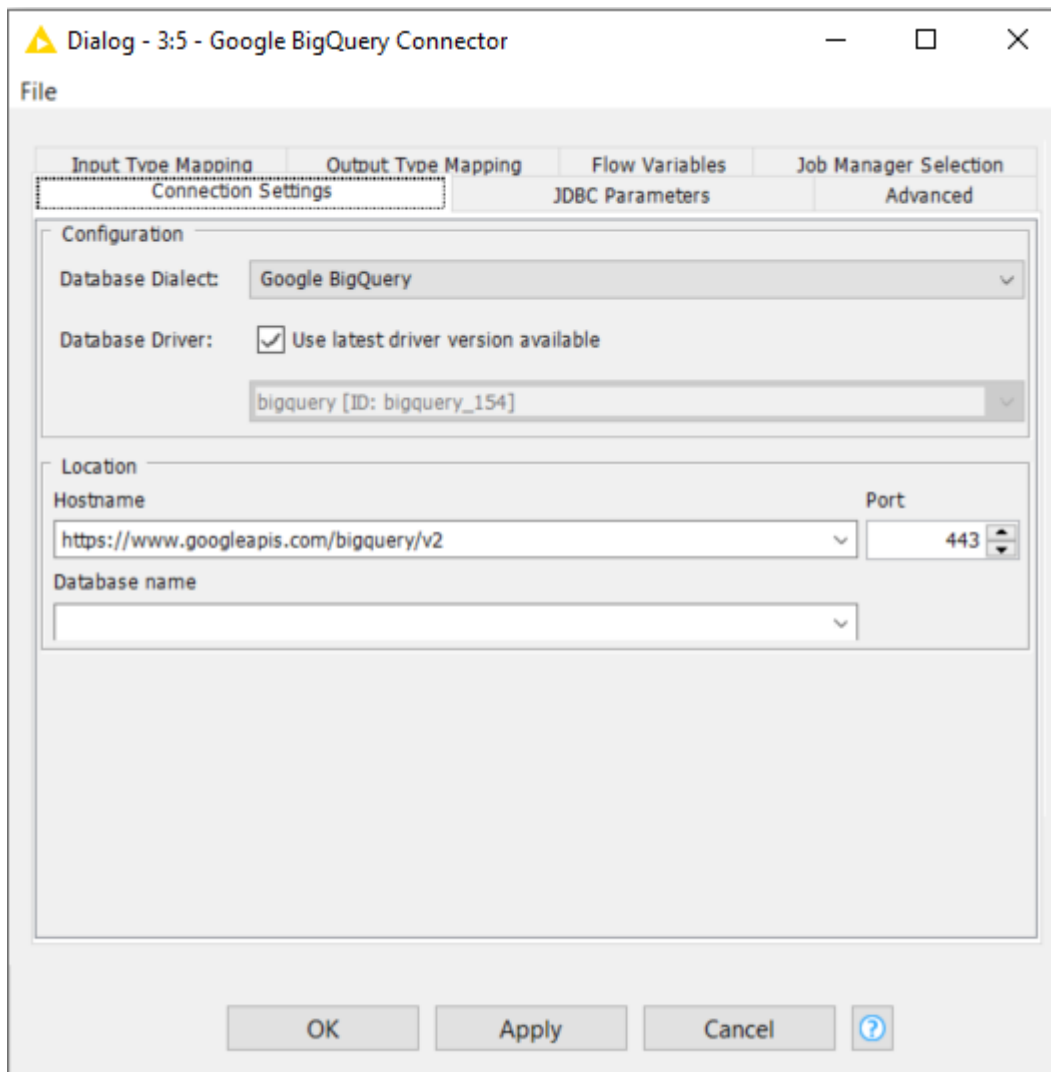 Dialog - 3:5 - Google BigQuery Connector
File
Input Type Mapping Output Type Mapping Flow Variables Job Manager Selection
Connection Settings JDBC Parameters Advanced
Configuration
Database Dialect: Google BigQuery
Database Driver: Use latest driver version available
bigquery [ID: bigquery_154]
Location
Hostname Port
https://www.googleapis.com/bigquery/v2 443
Database name
OK Apply Cancel ?